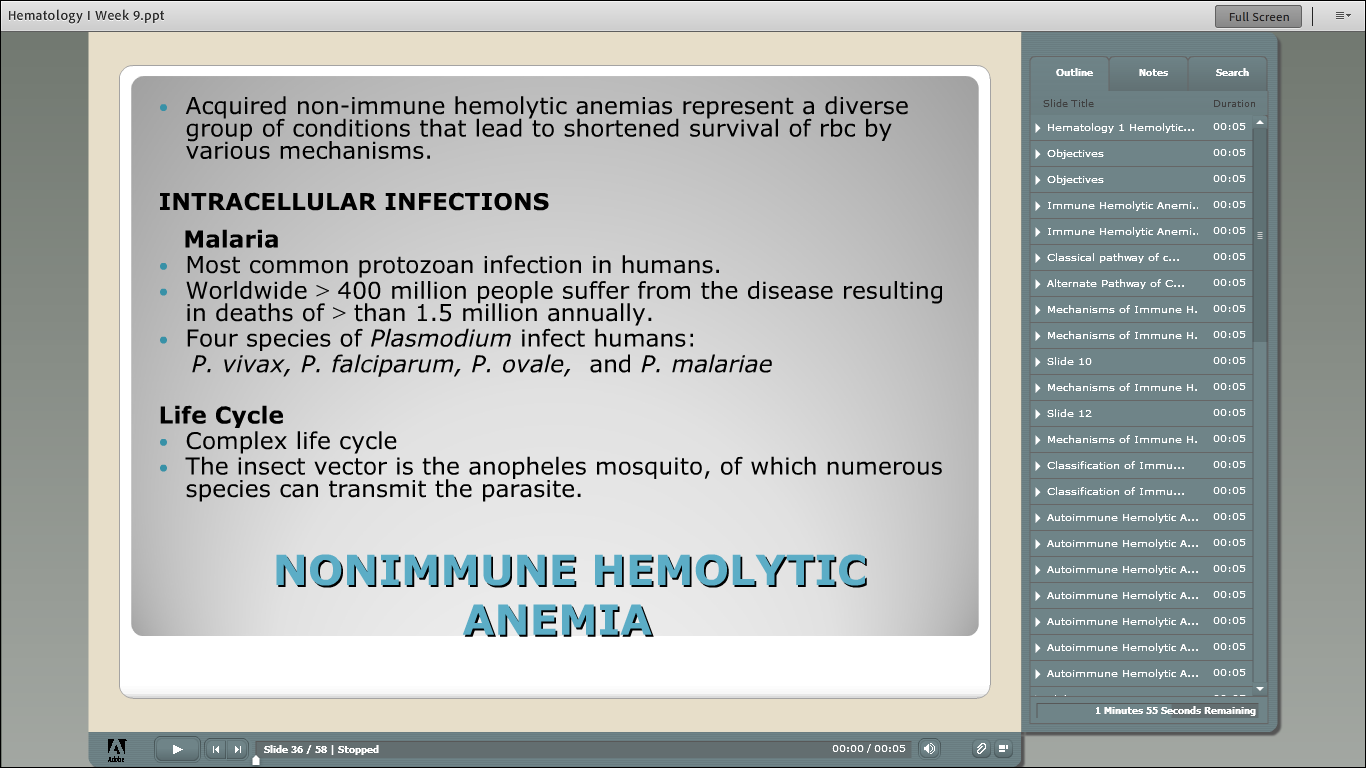 Hematology I Week 9.ppt
Full Screen
• Acquired non-immune hemolytic anemias represent a diverse
group of conditions that lead to shortened survival of rbc by
various mechanisms.
INTRACELLULAR INFECTIONS
Malaria
• Most common protozoan infection in humans.
• Worldwide > 400 million people suffer from the disease resulting
in deaths of > than 1.5 million annually.
• Four species of Plasmodium infect humans:
P. vivax, P. falciparum, P. ovale, and P. malariae
Life Cycle
• Complex life cycle
• The insect vector is the anopheles mosquito, of which numerous
species can transmit the parasite.
NONIMMUNE HEMOLYTIC
ANEMIA
Outline Notes Search
Slide Title Duration
Hematology 1 Hemolytic... 00:05
Objectives 00:05
Objectives 00:05
Immune Hemolytic Anemi.. 00:05
Immune Hemolytic Anemi.. 00:05
Classical pathway of c... 00:05
Alternate Pathway of C... 00:05
Mechanisms of Immune H. 00:05
Mechanisms of Immune H. 00:05
Slide 10 00:05
Mechanisms of Immune H. 00:05
Slide 12 00:05
Mechanisms of Immune H. 00:05
Classification of Immu... 00:05
Classification of Immu... 00:05
Autoimmune Hemolytic A... 00:05
Autoimmune Hemolytic A... 00:05
Autoimmune Hemolytic A... 00:05
Autoimmune Hemolytic A... 00:05
Autoimmune Hemolytic A... 00:05
Autoimmune Hemolytic A... 00:05
Autoimmune Hemolytic A... 00:05
1 Minutes 55 Seconds Remaining
Adobe
Slide 36 / 58 | Stopped
00:00 / 00:05